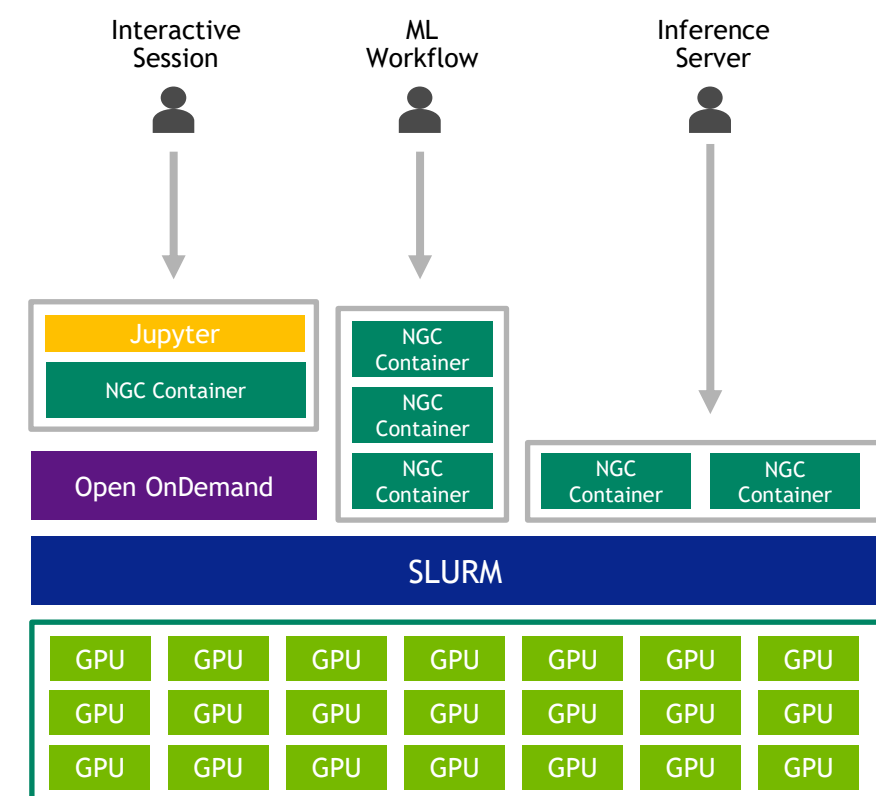 Interactive
Session
ML
Workflow
Inference
Server
Jupyter
NGC Container
Open OnDemand
NGC
Container
NGC
Container
NGC
Container
NGC
Container
NGC
Container
SLURM
GPU GPU GPU GPU GPU GPU GPU
GPU GPU GPU GPU GPU GPU GPU
GPU GPU GPU GPU GPU GPU GPU